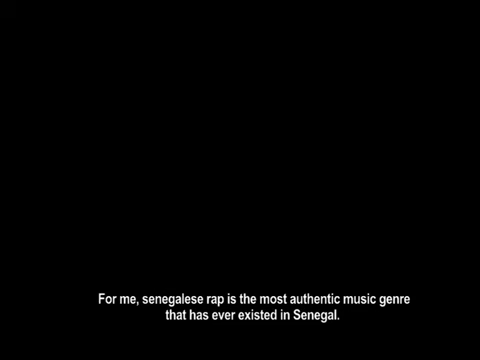 For me, senegalese rap is the most authentic music genre
that has ever existed in Senegal.